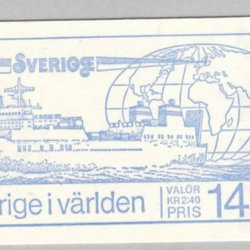 SVERIGE
rige i världen
VALÖR
KR 2:40
PRIS 14